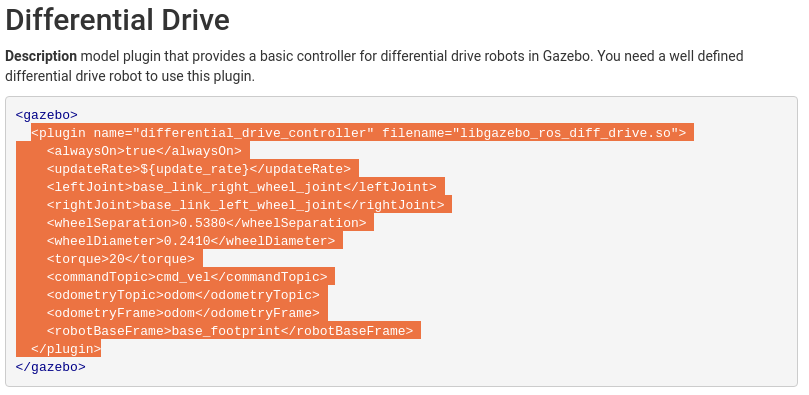 Differential Drive
Description model plugin that provides a basic controller for differential drive robots in Gazebo. You need a well defined
differential drive robot to use this plugin.
<gazebo>
  <plugin name="differential_drive_controller" filename="libgazebo_ros_diff_drive.so">
    <alwaysOn>true</alwaysOn>
    <updateRate>${update_rate}</updateRate>
    <leftJoint>base_link_right_wheel_joint</leftJoint>
    <rightJoint>base_link_left_wheel_joint</rightJoint>
    <wheelSeparation>0.5380</wheelSeparation>
    <wheelDiameter>0.2410</wheelDiameter>
    <torque>20</torque>
    <commandTopic>cmd_vel</commandTopic>
    <odometryTopic>odom</odometryTopic>
    <odometryFrame>odom</odometryFrame>
    <robotBaseFrame>base_footprint</robotBaseFrame>
  </plugin>
</gazebo>